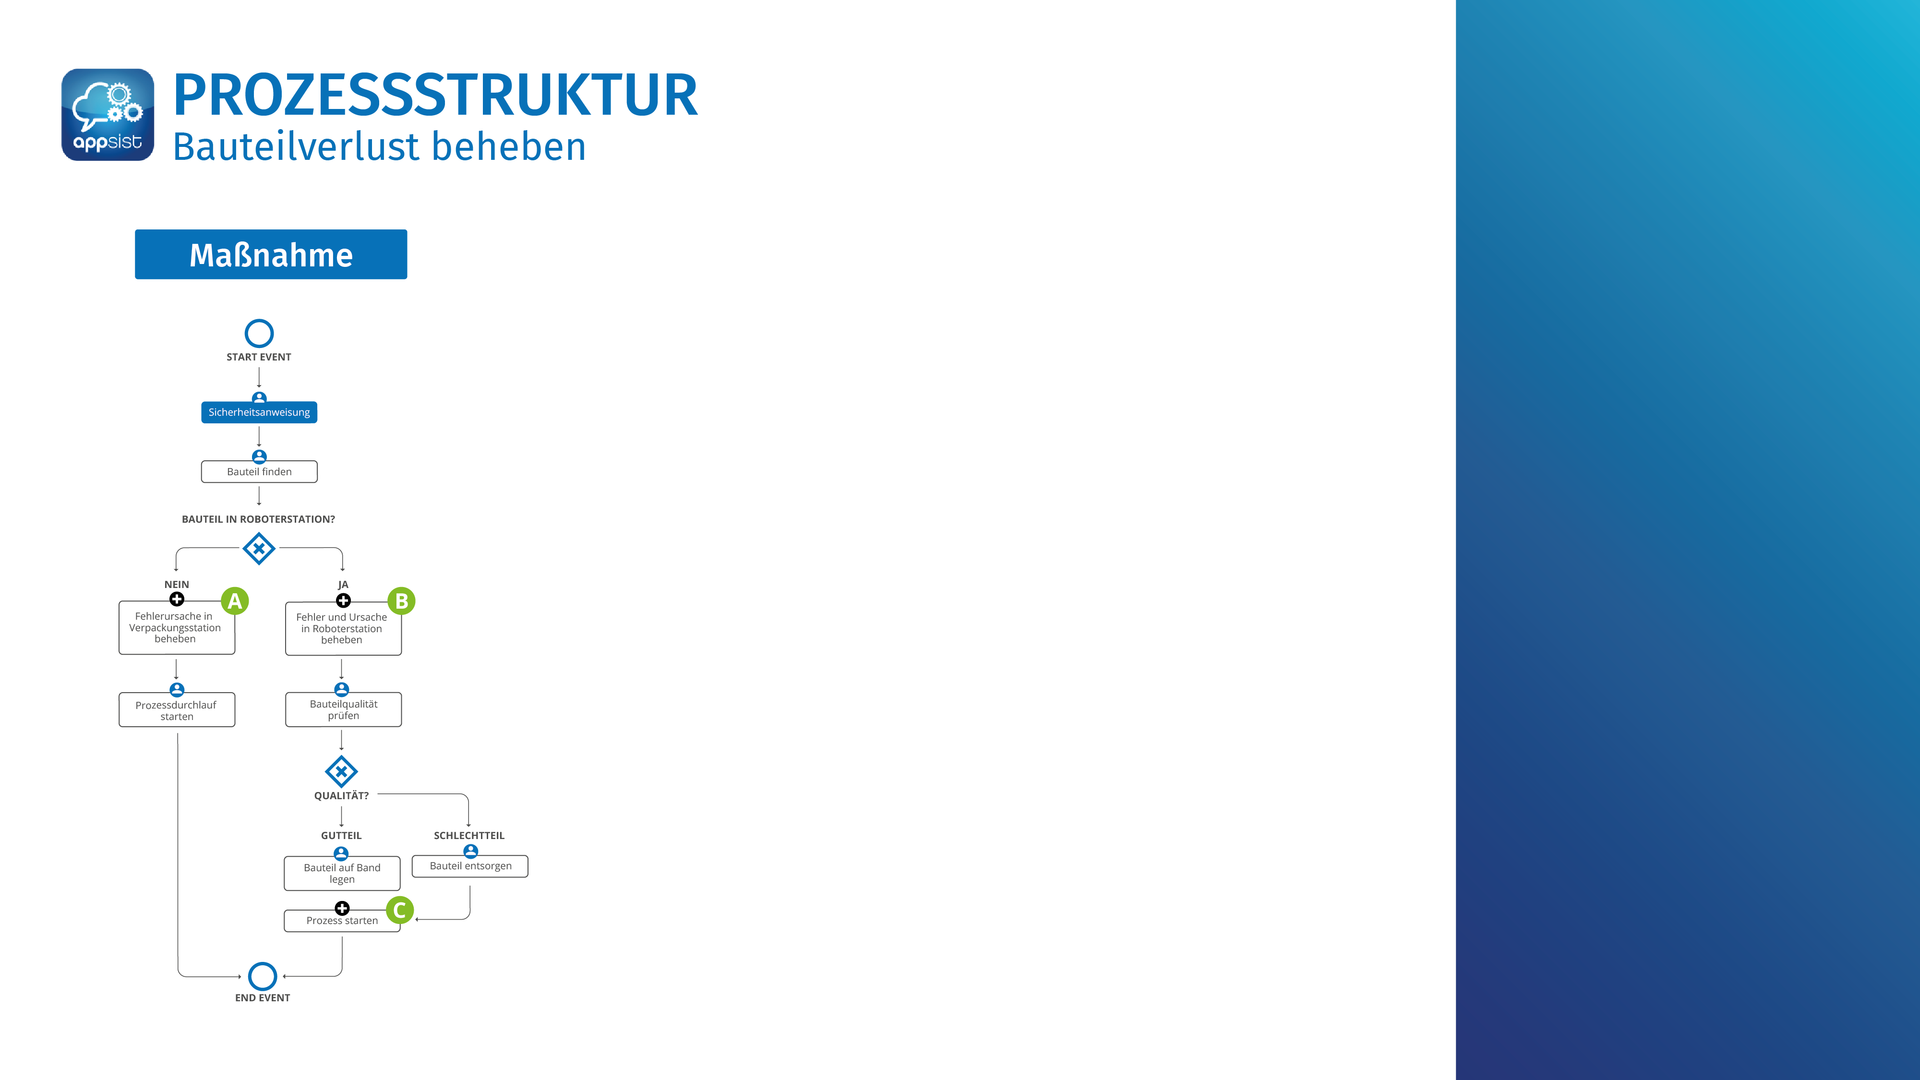 PROZESSSTRUKTUR
Bauteilverlust beheben
appsist
Maßnahme
START EVENT
Sicherheitsanweisung
Bauteil finden
BAUTEIL IN ROBOTERSTATION?
NEIN
A
Fehlerursache in
Verpackungsstation
beheben
JA
B
Fehler und Ursache
in Roboterstation
beheben
Prozessdurchlauf
starten
Bauteilqualität
prüfen
QUALITÄT?
GUTTEIL
SCHLECHTTEIL
Bauteil auf Band
legen
Bauteil entsorgen
C
Prozess starten
END EVENT